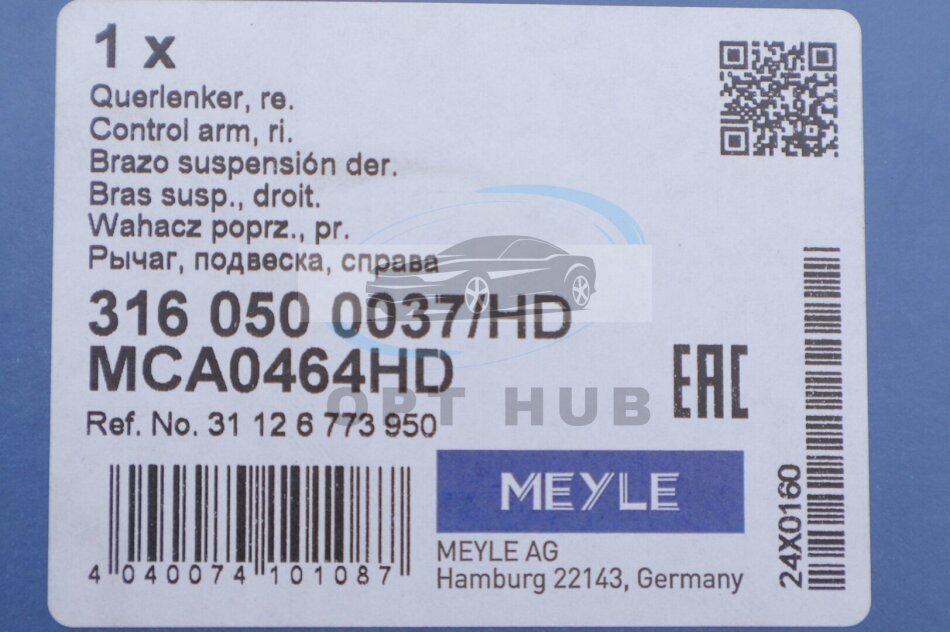 1 x
Querlenker, re.
Control arm, ri.
Brazo suspensión der.
Bras susp., droit.
Wahacz poprz., pr.
Рычаг, подвеска, справа
316 050 0037/HD
MCA0464HD
OPT HUB
EAC
Ref. No. 31 12 6 773 950
4 040074 101087
MEYLE
MEYLE AG
Hamburg 22143, Germany
24X0160